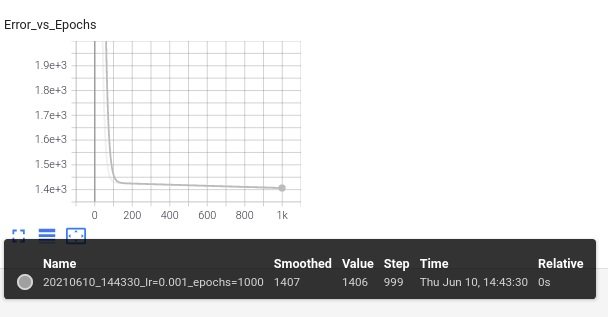 Error_vs_Epochs
1.9e+3
1.8e+3
1.7e+3
1.6e+3
1.5e+3
1.4e+3
0 200 400 600 800 1k
Name Smoothed Value Step Time Relative
20210610_144330_lr=0.001_epochs=1000 1407 1406 999 Thu Jun 10, 14:43:30 0s